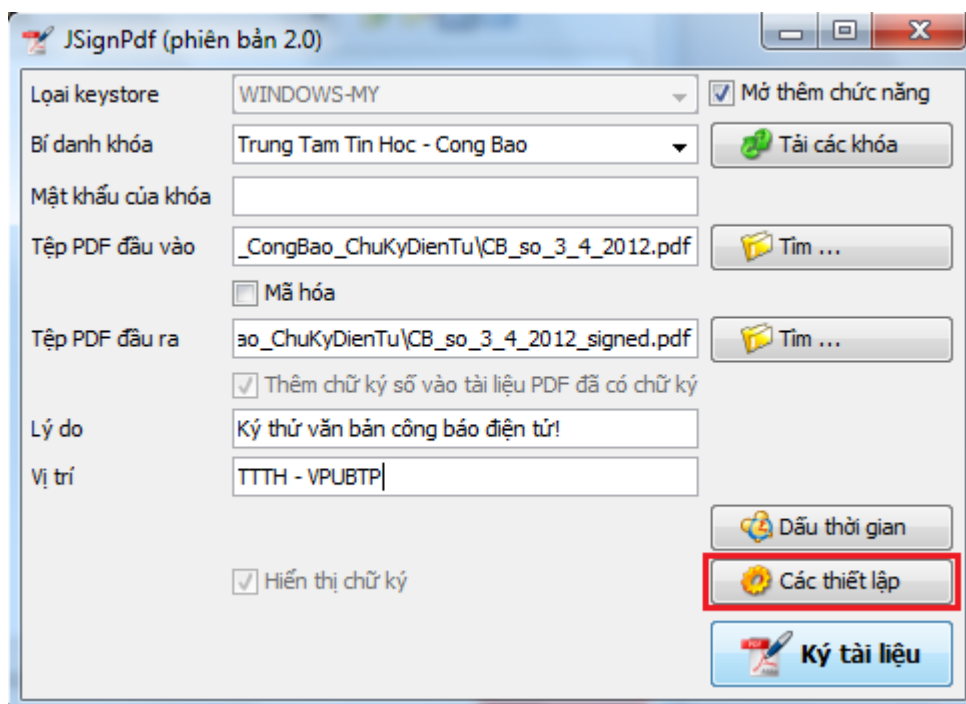 JSignPdf (phiên bản 2.0)
Lọai keystore WINDOWS-MY Mở thêm chức năng
Bí danh khóa Trung Tam Tin Hoc - Cong Bao Tải các khóa
Mật khẩu của khóa
Tệp PDF đầu vào _CongBao_ChuKyDienTu\CB_so_3_4_2012.pdf Tìm ...
Mã hóa
Tệp PDF đầu ra ao_ChuKyDienTu\CB_so_3_4_2012_signed.pdf Tìm ...
Thêm chữ ký số vào tài liệu PDF đã có chữ ký
Lý do Ký thử văn bản công báo điện tử!
Vị trí TTTH - VPUBTP
Dấu thời gian
Hiển thị chữ ký Các thiết lập
Ký tài liệu